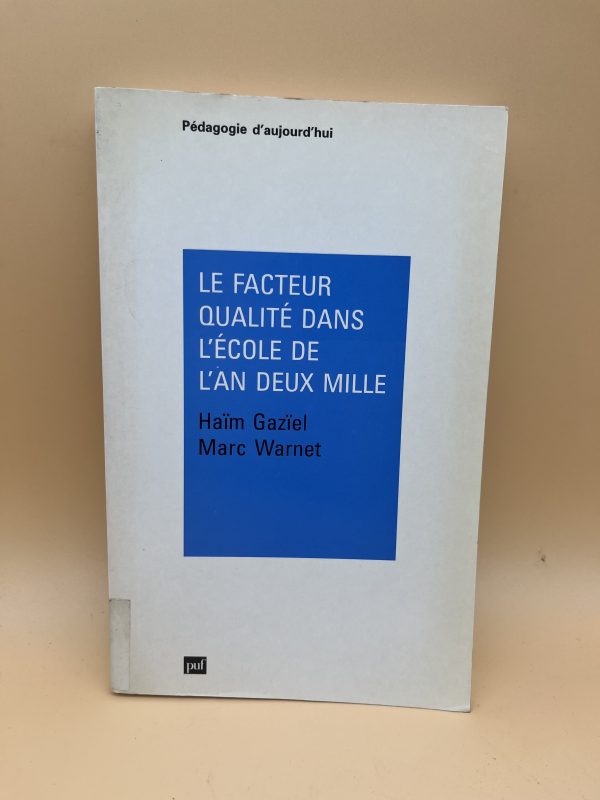 Pédagogie d'aujourd'hui
LE FACTEUR
QUALITÉ DANS
L'ÉCOLE DE
L'AN DEUX MILLE
Haïm Gazïel
Marc Warnet
puf